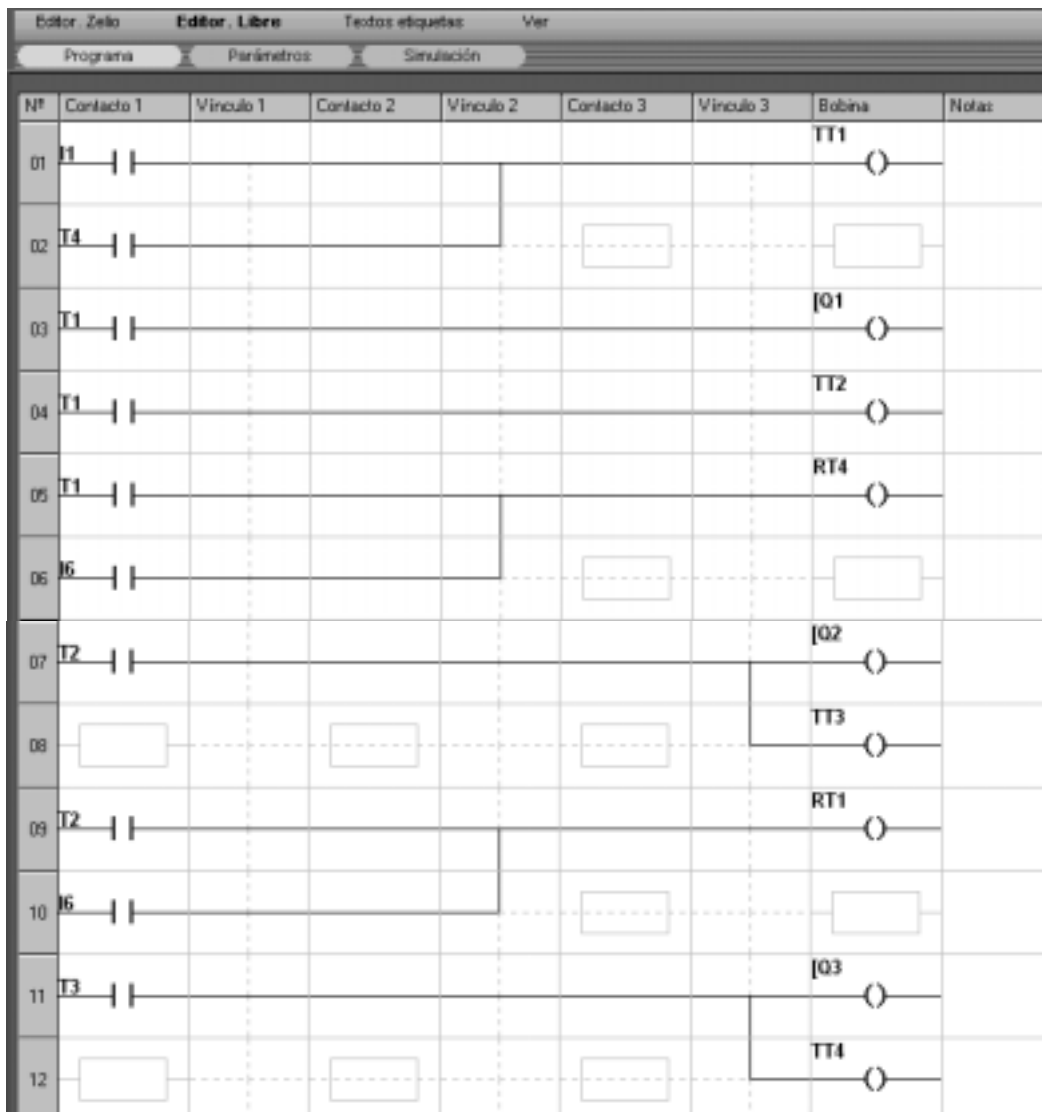 Editor. Zelio Editor. Libre Textos etiquetas Ver
Programa Parámetros Simulación
Nº Contacto 1 Vínculo 1 Contacto 2 Vínculo 2 Contacto 3 Vínculo 3 Bobina Notas
01 I1 TT1
02 T4
03 T1 [Q1
04 T1 TT2
05 T1 RT4
06 I6
07 T2 [Q2
08 TT3
09 T2 RT1
10 I6
11 T3 [Q3
12 TT4